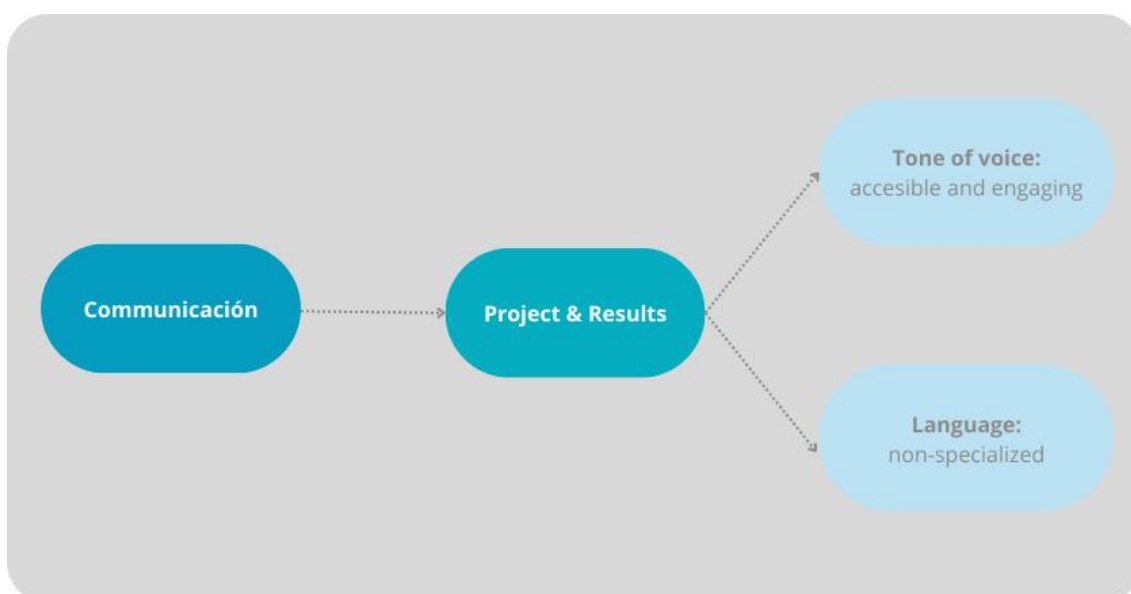 Communicación
Project & Results
Tone of voice:
accesible and engaging
Language:
non-specialized